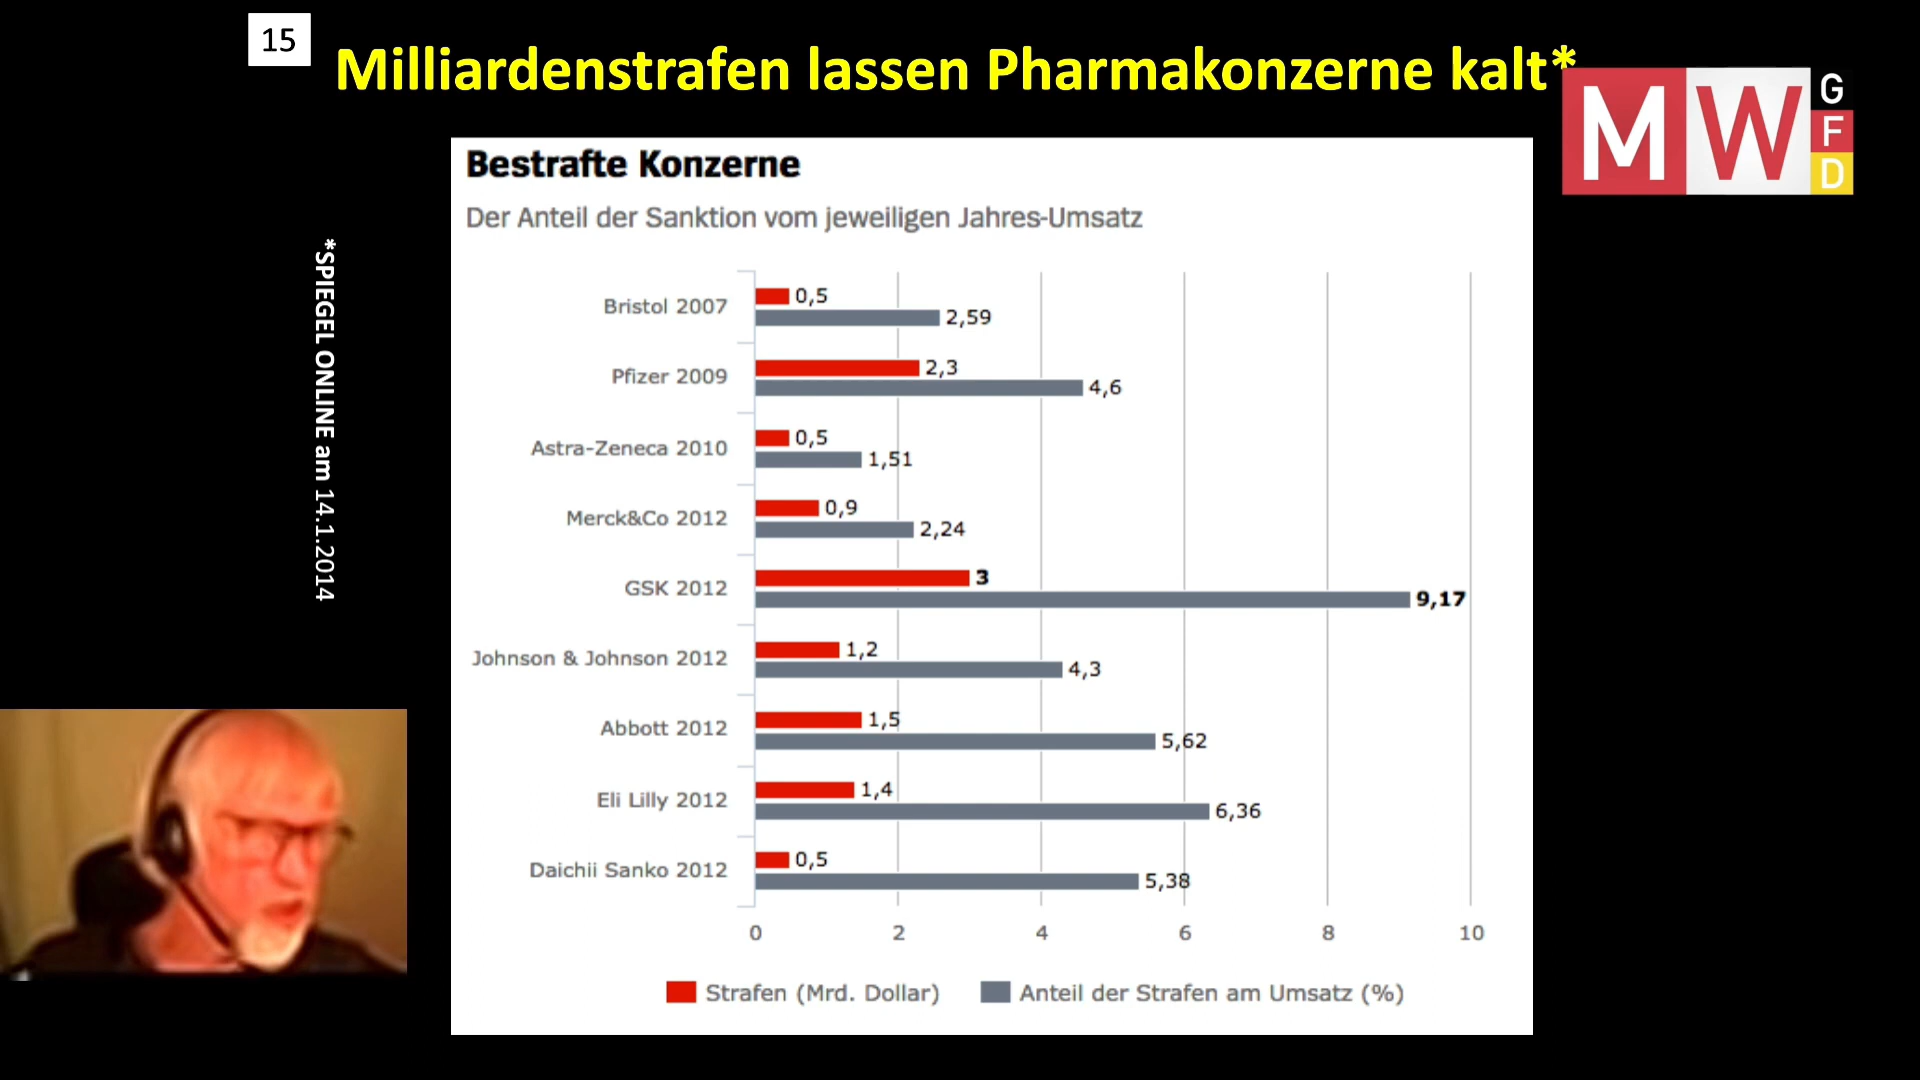 15
Milliardenstrafen lassen Pharmakonzerne kalt*
MW
G
F
D
*SPIEGEL ONLINE am 14.1.2014
Bestrafte Konzerne
Der Anteil der Sanktion vom jeweiligen Jahres-Umsatz
Bristol 2007 0,5 2,59
Pfizer 2009 2,3 4,6
Astra-Zeneca 2010 0,5 1,51
Merck&Co 2012 0,9 2,24
GSK 2012 3 9,17
Johnson & Johnson 2012 1,2 4,3
Abbott 2012 1,5 5,62
Eli Lilly 2012 1,4 6,36
Daichii Sanko 2012 0,5 5,38
0 2 4 6 8 10
Strafen (Mrd. Dollar) Anteil der Strafen am Umsatz (%)